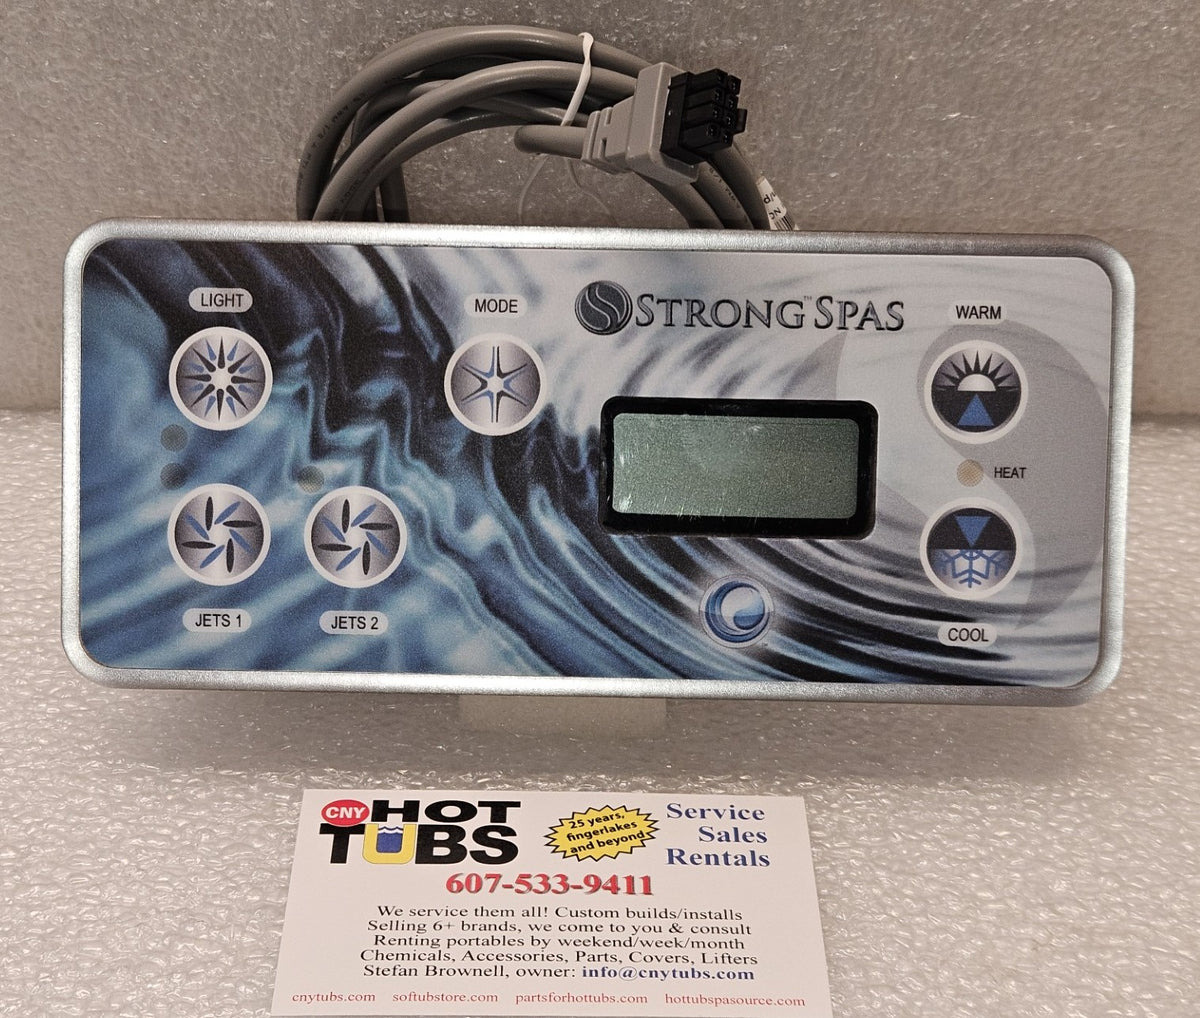 LIGHT
MODE
STRONG™ SPAS
WARM
HEAT
JETS 1
JETS 2
COOL
CNY HOT TUBS
25 years,
fingerlakes
and beyond
Service
Sales
Rentals
607-533-9411
We service them all! Custom builds/installs
Selling 6+ brands, we come to you & consult
Renting portables by weekend/week/month
Chemicals, Accessories, Parts, Covers, Lifters
Stefan Brownell, owner: info@cnytubs.com
cnytubs.com softubstore.com partsforhottubs.com hottubspasource.com